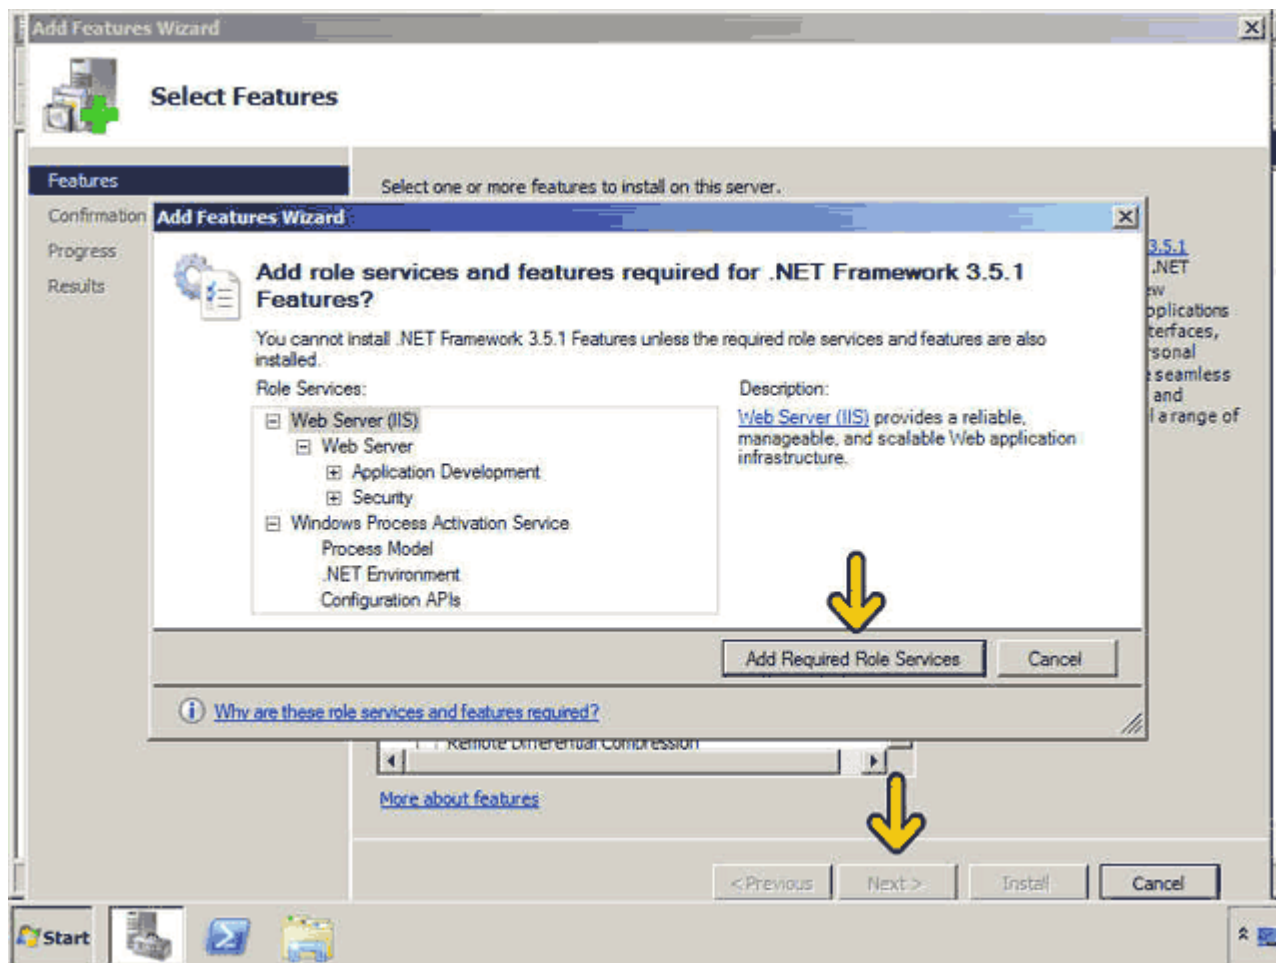 Add Features Wizard
Select Features
Features
Confirmation
Progress
Results
Select one or more features to install on this server.
Add Features Wizard
Add role services and features required for .NET Framework 3.5.1
Features?
You cannot install .NET Framework 3.5.1 Features unless the required role services and features are also
installed.
Role Services:
Web Server (IIS)
Web Server
Application Development
Security
Windows Process Activation Service
Process Model
.NET Environment
Configuration APIs
Description:
Web Server (IIS) provides a reliable,
manageable, and scalable Web application
infrastructure.
Add Required Role Services
Cancel
Why are these role services and features required?
3.5.1
.NET
ew
pplications
terfaces,
rsonal
seamless
and
a range of
Remote Differential Compression
More about features
< Previous
Next >
Install
Cancel
Start